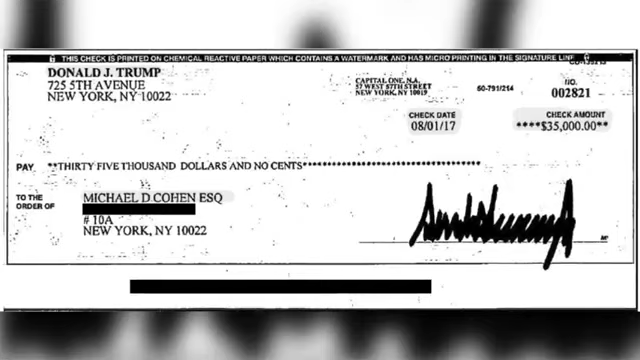 THIS CHECK IS PRINTED ON CHEMICAL REACTIVE PAPER WHICH CONTAINS A WATERMARK AND HAS MICRO PRINTING IN THE SIGNATURE LINE
DONALD J. TRUMP
725 5TH AVENUE
NEW YORK, NY 10022
CAPITAL ONE, N.A.
57 WEST 57TH STREET
NEW YORK, NY 10019
60-791/214
NO.
002821
CHECK DATE
08/01/17
CHECK AMOUNT
****$35,000.00**
PAY **THIRTY FIVE THOUSAND DOLLARS AND NO CENTS**
TO THE
ORDER OF
MICHAEL D COHEN ESQ
# 10A
NEW YORK, NY 10022